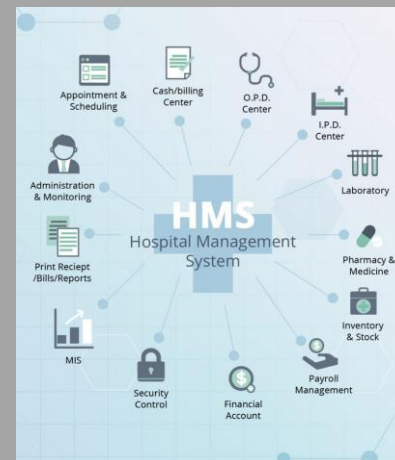 Appointment &
Scheduling
Cash/billing
Center
O.P.D.
Center
I.P.D.
Center
Laboratory
Administration
& Monitoring
HMS
Hospital Management
System
Print Reciept
/Bills/Reports
Pharmacy &
Medicine
Inventory
& Stock
MIS
Security
Control
Financial
Account
Payroll
Management